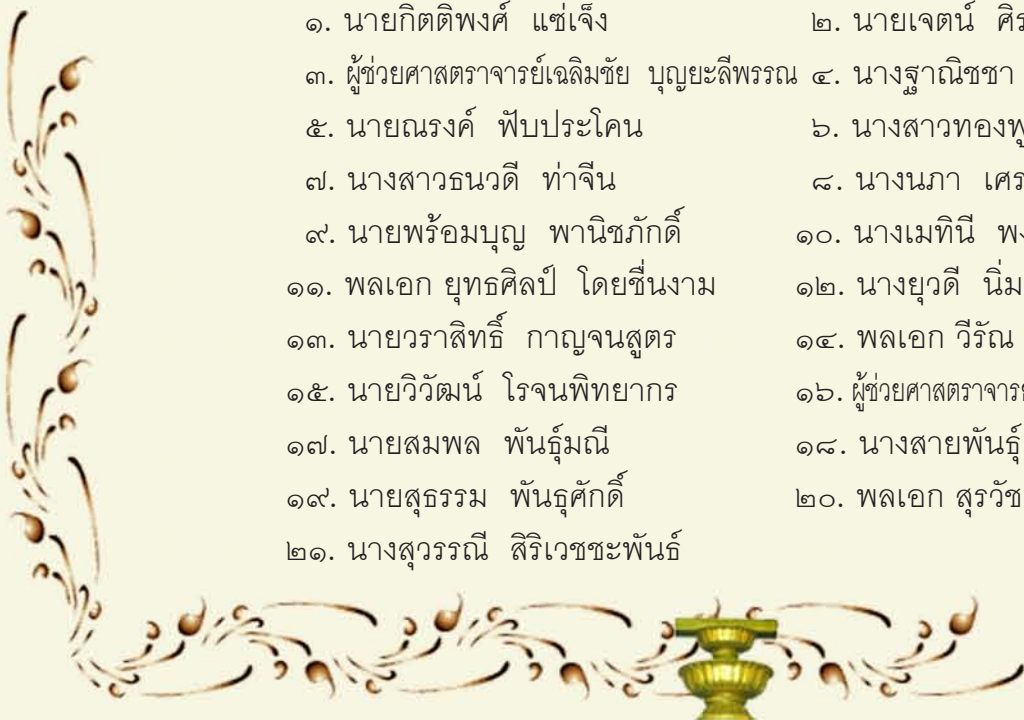 ๑. นายกิตติพงศ์ แซ่เจ็ง ๒. นายเจตน์
๓. ผู้ช่วยศาสตราจารย์เฉลิมชัย บุญยะลีพรรณ ๔. นางฐาณิชชา
๕. นายณรงค์ ฟับประโคน ๖.
๗. นางสาวธนวดี ท่าจีน ๘. นางนภา
๙. นายพร้อมบุญ พานิชภักดิ์ ๑๐. นางเมทินี
๑๑. พลเอก ยุทธศิลป์ โดยชื่นงาม ๑๒. นางยุวดี นิ่ม
๑๓. นายวราสิทธิ์ กาญจนสูตร ๑๔. พลเอก วีรัณ
๑๕. นายวิวัฒน์ โรจนพิทยากร ๑๖.
๑๗. นายสมพล พันธุ์มณี ๑๘. นางสายพันธุ์
๑๙. นายสุธรรม พันธุศักดิ์ ๒๐. พลเอก สุรวัช
๒๑. นางสุวรรณี สิริเวชชะพันธ์